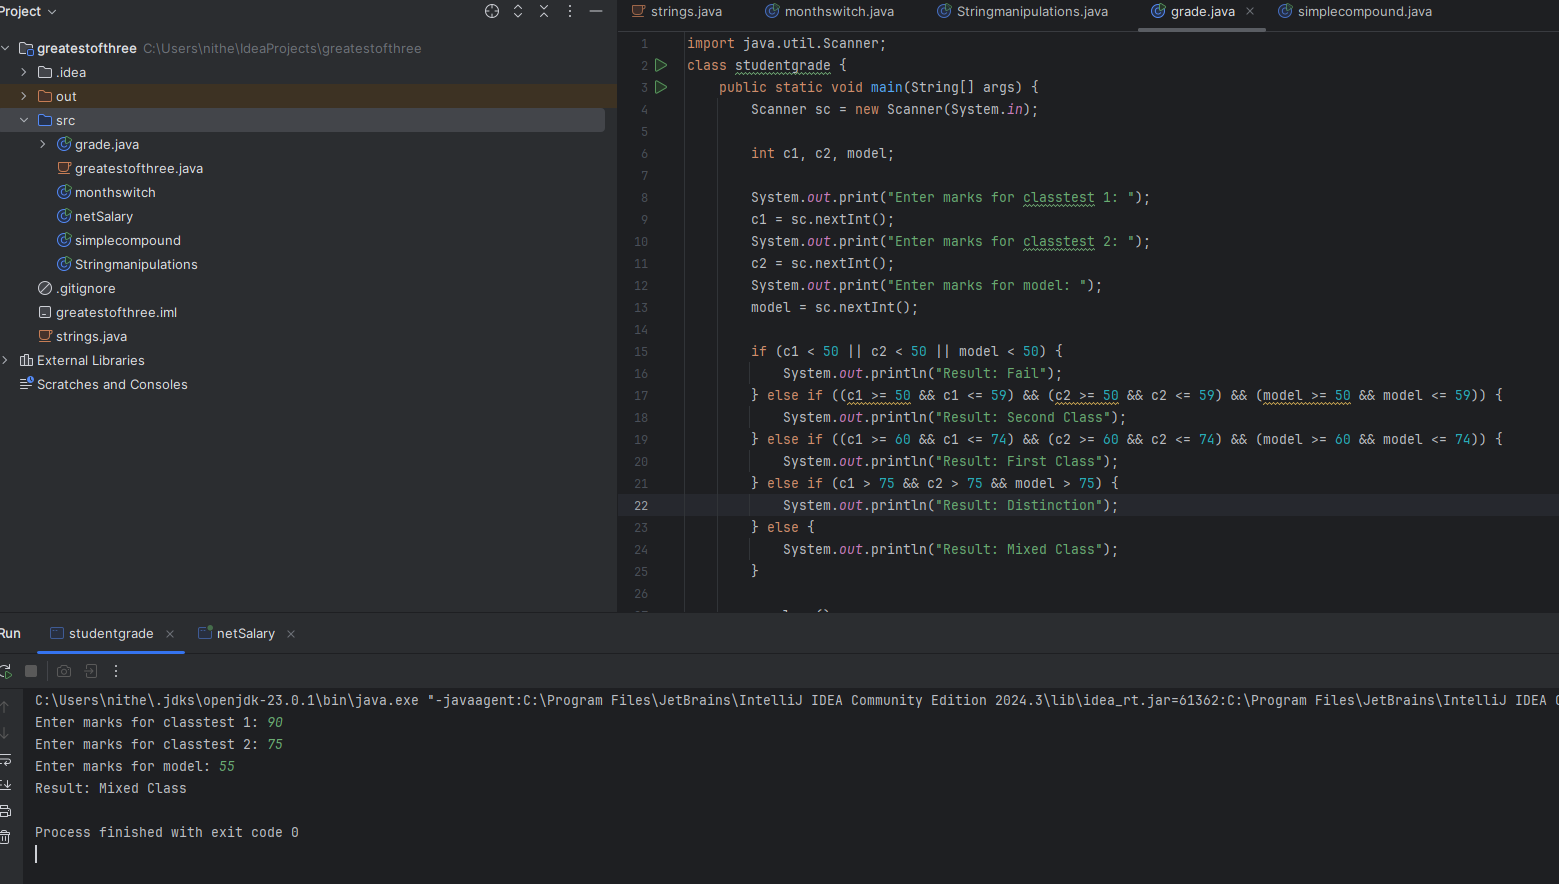 Project
greatestofthree C:\Users\nithe\IdeaProjects\greatestofthree
.idea
out
src
grade.java
greatestofthree.java
monthswitch
netSalary
simplecompound
Stringmanipulations
.gitignore
greatestofthree.iml
strings.java
External Libraries
Scratches and Consoles
strings.java monthswitch.java Stringmanipulations.java grade.java simplecompound.java
1 import java.util.Scanner;
2 class studentgrade {
3 public static void main(String[] args) {
4 Scanner sc = new Scanner(System.in);
5
6 int c1, c2, model;
7
8 System.out.print("Enter marks for classtest 1: ");
9 c1 = sc.nextInt();
10 System.out.print("Enter marks for classtest 2: ");
11 c2 = sc.nextInt();
12 System.out.print("Enter marks for model: ");
13 model = sc.nextInt();
14
15 if (c1 < 50 || c2 < 50 || model < 50) {
16 System.out.println("Result: Fail");
17 } else if ((c1 >= 50 && c1 <= 59) && (c2 >= 50 && c2 <= 59) && (model >= 50 && model <= 59)) {
18 System.out.println("Result: Second Class");
19 } else if ((c1 >= 60 && c1 <= 74) && (c2 >= 60 && c2 <= 74) && (model >= 60 && model <= 74)) {
20 System.out.println("Result: First Class");
21 } else if (c1 > 75 && c2 > 75 && model > 75) {
22 System.out.println("Result: Distinction");
23 } else {
24 System.out.println("Result: Mixed Class");
25 }
26
Run studentgrade netSalary
C:\Users\nithe\.jdks\openjdk-23.0.1\bin\java.exe "-javaagent:C:\Program Files\JetBrains\IntelliJ IDEA Community Edition 2024.3\lib\idea_rt.jar=61362:C:\Program Files\JetBrains\IntelliJ IDEA
Enter marks for classtest 1: 90
Enter marks for classtest 2: 75
Enter marks for model: 55
Result: Mixed Class
Process finished with exit code 0